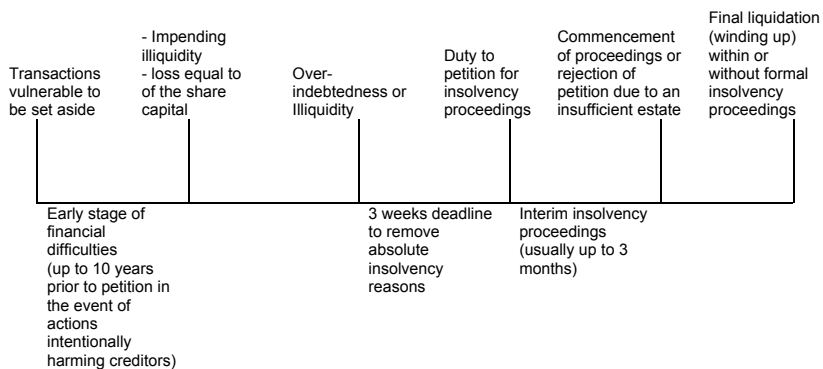 Transactions
vulnerable to
be set aside
- Impending
illiquidity
- loss equal to
of the share
capital
Over-
indebtedness or
Illiquidity
Duty to
petition for
insolvency
proceedings
Commencement
of proceedings or
rejection of
petition due to an
insufficient estate
Final liquidation
(winding up)
within or
without formal
insolvency
proceedings
Early stage of
financial
difficulties
(up to 10 years
prior to petition in
the event of
actions
intentionally
harming creditors)
3 weeks deadline
to remove
absolute
insolvency
reasons
Interim insolvency
proceedings
(usually up to 3
months)